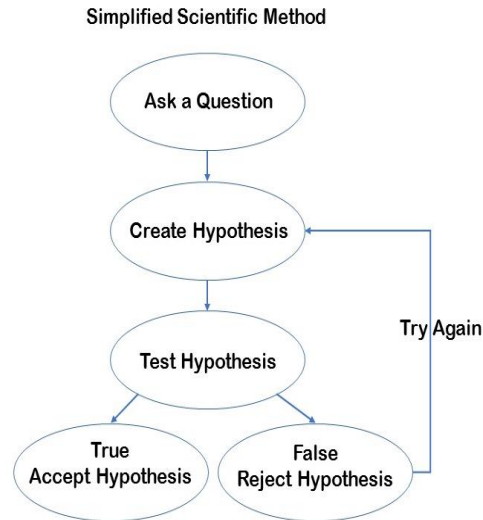 Simplified Scientific Method
Ask a Question
Create Hypothesis
Try Again
Test Hypothesis
True
Accept Hypothesis
False
Reject Hypothesis